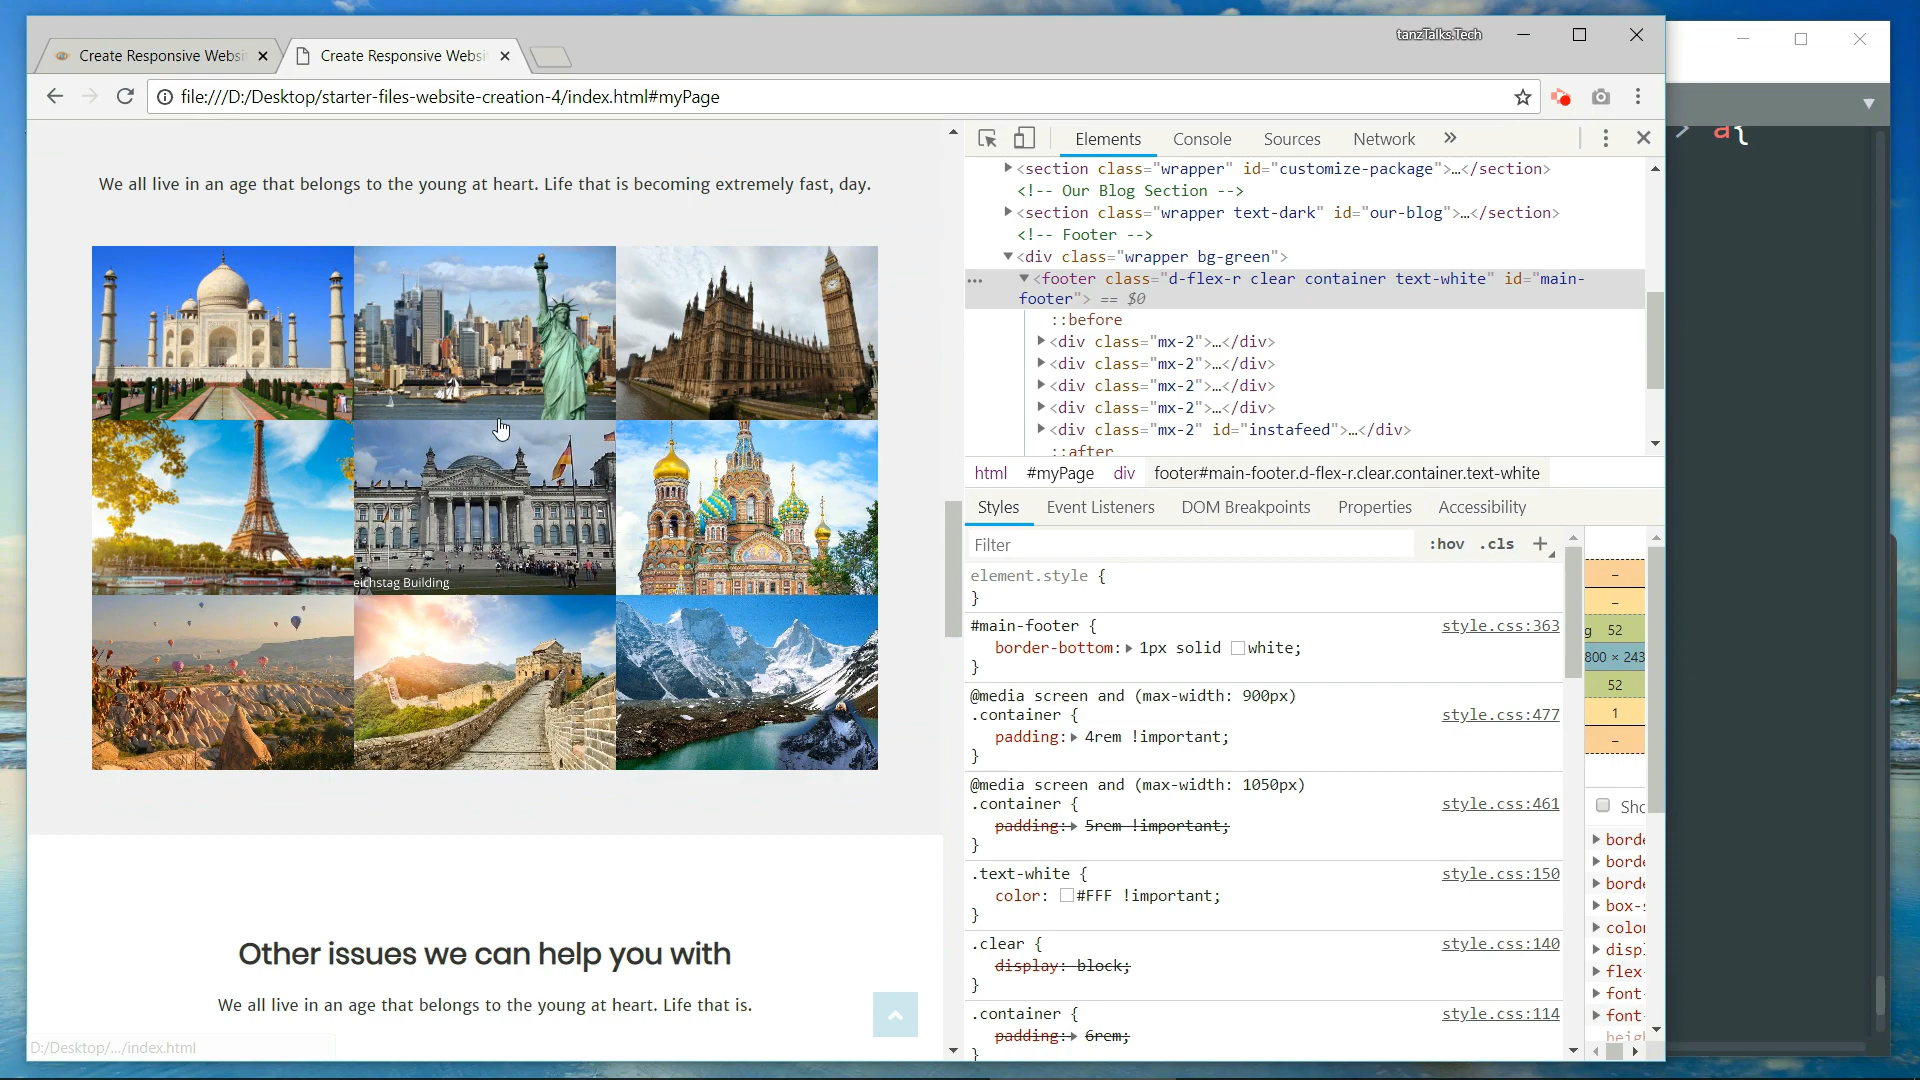 tanzTalks.Tech
Create Responsive Websi
Create Responsive Websi
file:///D:/Desktop/starter-files-website-creation-4/index.html#myPage
We all live in an age that belongs to the young at heart. Life that is becoming extremely fast, day.
eichstag Building
Other issues we can help you with
We all live in an age that belongs to the young at heart. Life that is.
D:/Desktop/.../index.html
Elements Console Sources Network
<section class="wrapper" id="customize-package">…</section>
<!-- Our Blog Section -->
<section class="wrapper text-dark" id="our-blog">…</section>
<!-- Footer -->
<div class="wrapper bg-green">
<footer class="d-flex-r clear container text-white" id="main-
footer"> == $0
::before
<div class="mx-2">…</div>
<div class="mx-2">…</div>
<div class="mx-2">…</div>
<div class="mx-2">…</div>
<div class="mx-2" id="instafeed">…</div>
::after
html #myPage div footer#main-footer.d-flex-r.clear.container.text-white
Styles Event Listeners DOM Breakpoints Properties Accessibility
Filter :hov .cls +
element.style {
}
#main-footer { style.css:363
border-bottom: 1px solid white;
}
@media screen and (max-width: 900px)
.container { style.css:477
padding: 4rem !important;
}
@media screen and (max-width: 1050px)
.container { style.css:461
padding: 5rem !important;
}
.text-white { style.css:150
color: #FFF !important;
}
.clear { style.css:140
display: block;
}
.container { style.css:114
padding: 6rem;
}
–
–
g 52
800 × 243
52
1
–
Sho
borde
borde
borde
box-s
color
displ
flex-
font-
font-
heigh
> a{